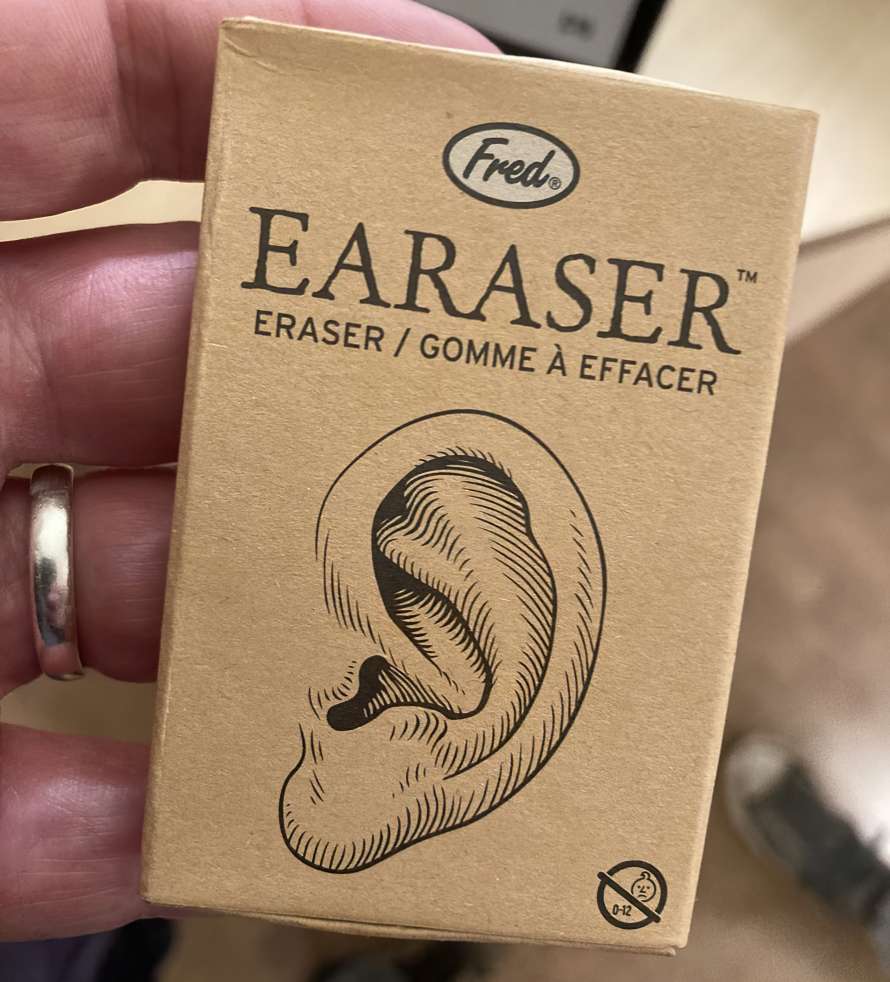 Fred®
EARASER™
ERASER / GOMME À EFFACER
0-12